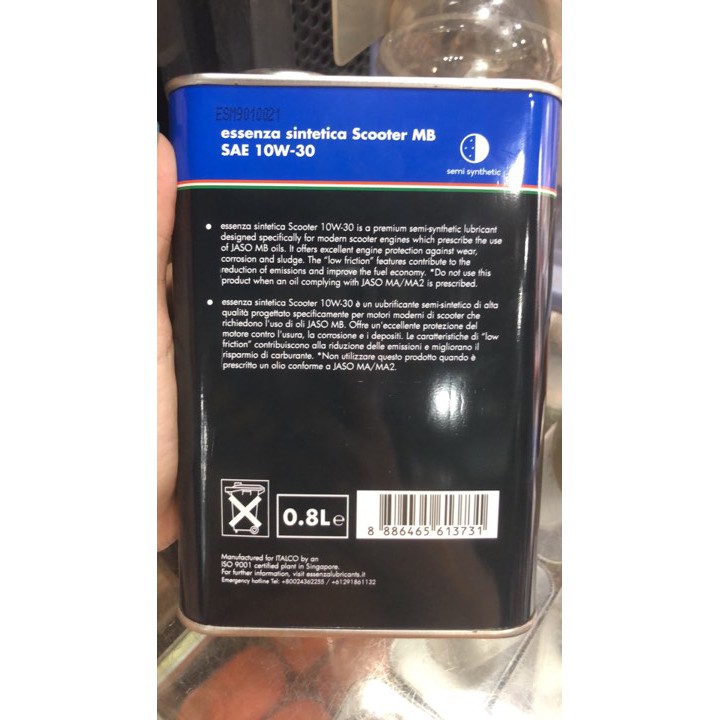 ESM9010821
essenza sintetica Scooter MB
SAE 10W-30
semi synthetic
essenza sintetica Scooter 10W-30 is a premium semi-synthetic lubricant
designed specifically for modern scooter engines which prescribe the use
of JASO MB oils. It offers excellent engine protection against wear,
corrosion and sludge. The "low friction" features contribute to the
reduction of emissions and improve the fuel economy. *Do not use this
product when an oil complying with JASO MA/MA2 is prescribed.
essenza sintetica Scooter 10W-30 è un uubrificante semi-sintetico di alta
qualità progettato specificamente per motori moderni di scooter che
richiedono l'uso di oli JASO MB. Offre un'eccellente protezione del
motore contro l'usura, la corrosione e i depositi. Le caratteristiche di "low
friction" contribuiscono alla riduzione delle emissioni e migliorano il
risparmio di carburante. *Non utilizzare questo prodotto quando è
prescritto un olio conforme a JASO MA/MA2.
0.8L e
8 886465 613731
Manufactured for ITALCO by an
ISO 9001 certified plant in Singapore.
For further information, visit essenzalubricants.it
Emergency hotline Tel: +80024362255 / +61291861132